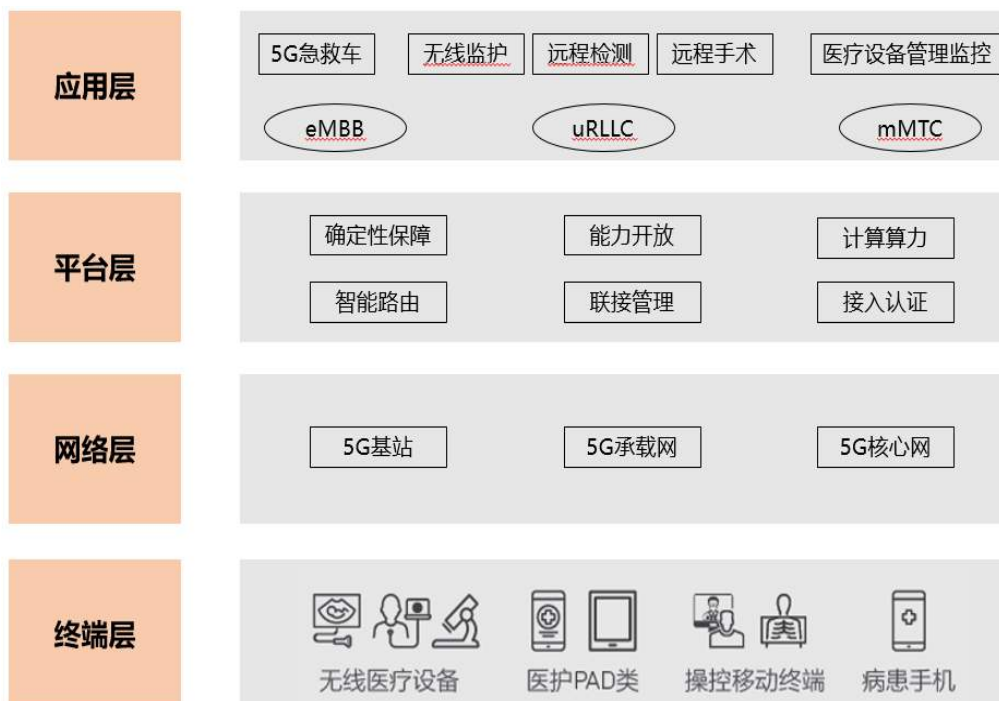 应用层
5G急救车 无线监护 远程检测 远程手术 医疗设备管理监控
eMBB uRLLC mMTC
平台层
确定性保障 能力开放 计算算力
智能路由 联接管理 接入认证
网络层
5G基站 5G承载网 5G核心网
终端层
无线医疗设备 医护PAD类 操控移动终端 病患手机